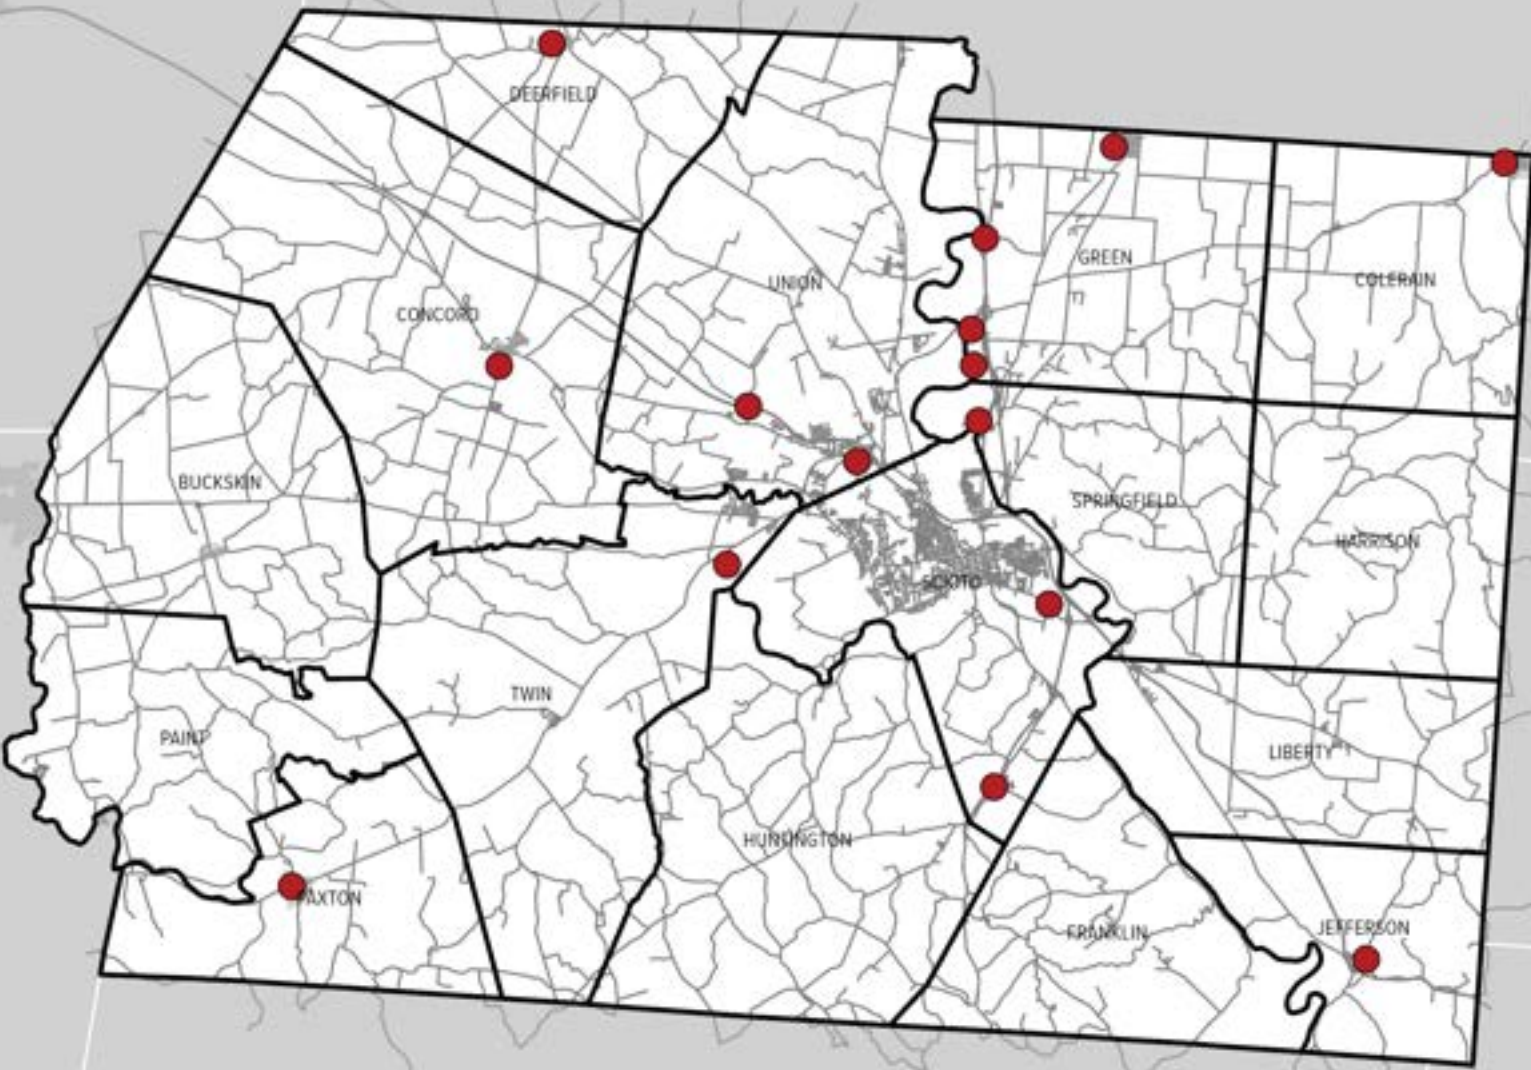 DEERFIELD
GREEN
UNION
COLERAIN
CONCORD
BUCKSKIN
SPRINGFIELD
HARRISON
SCIOTO
TWIN
PAINT
LIBERTY
HUNTINGTON
PAXTON
FRANKLIN
JEFFERSON